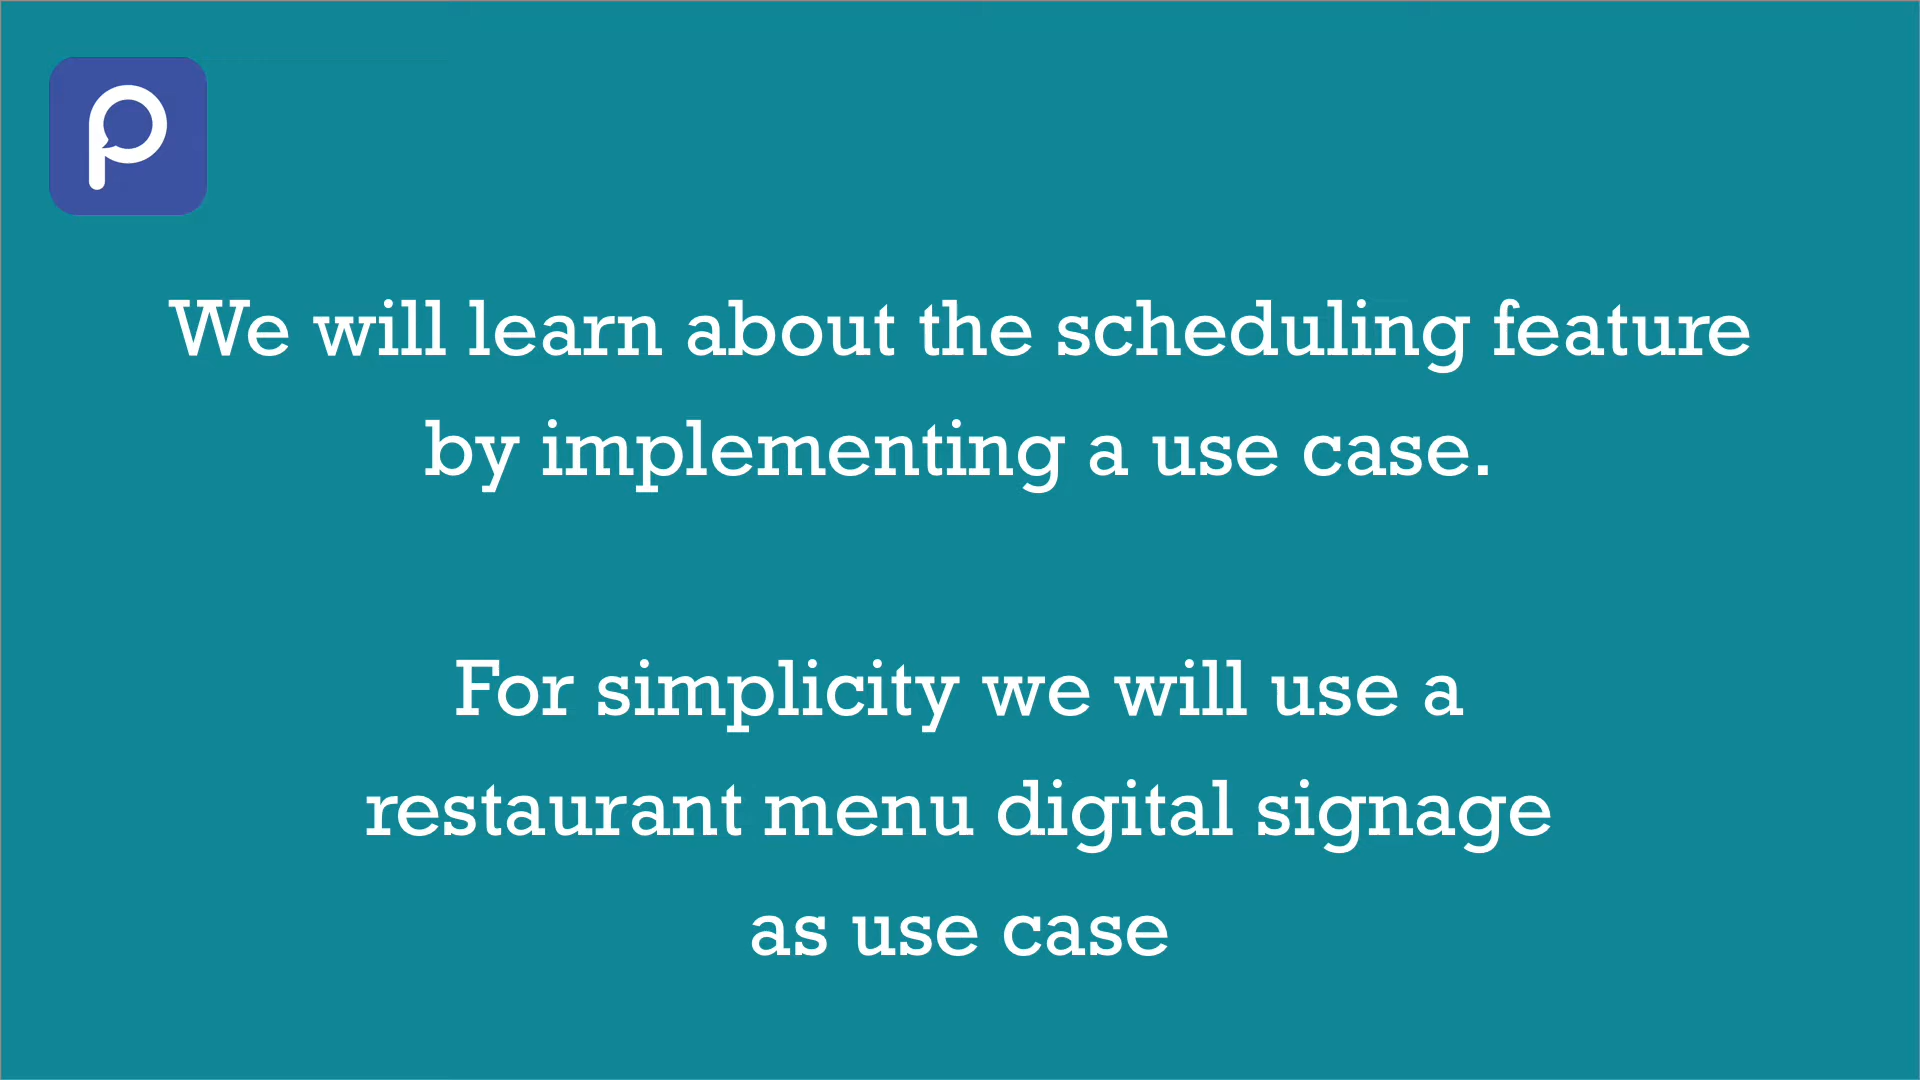 We will learn about the scheduling feature
by implementing a use case.
For simplicity we will use a
restaurant menu digital signage
as use case